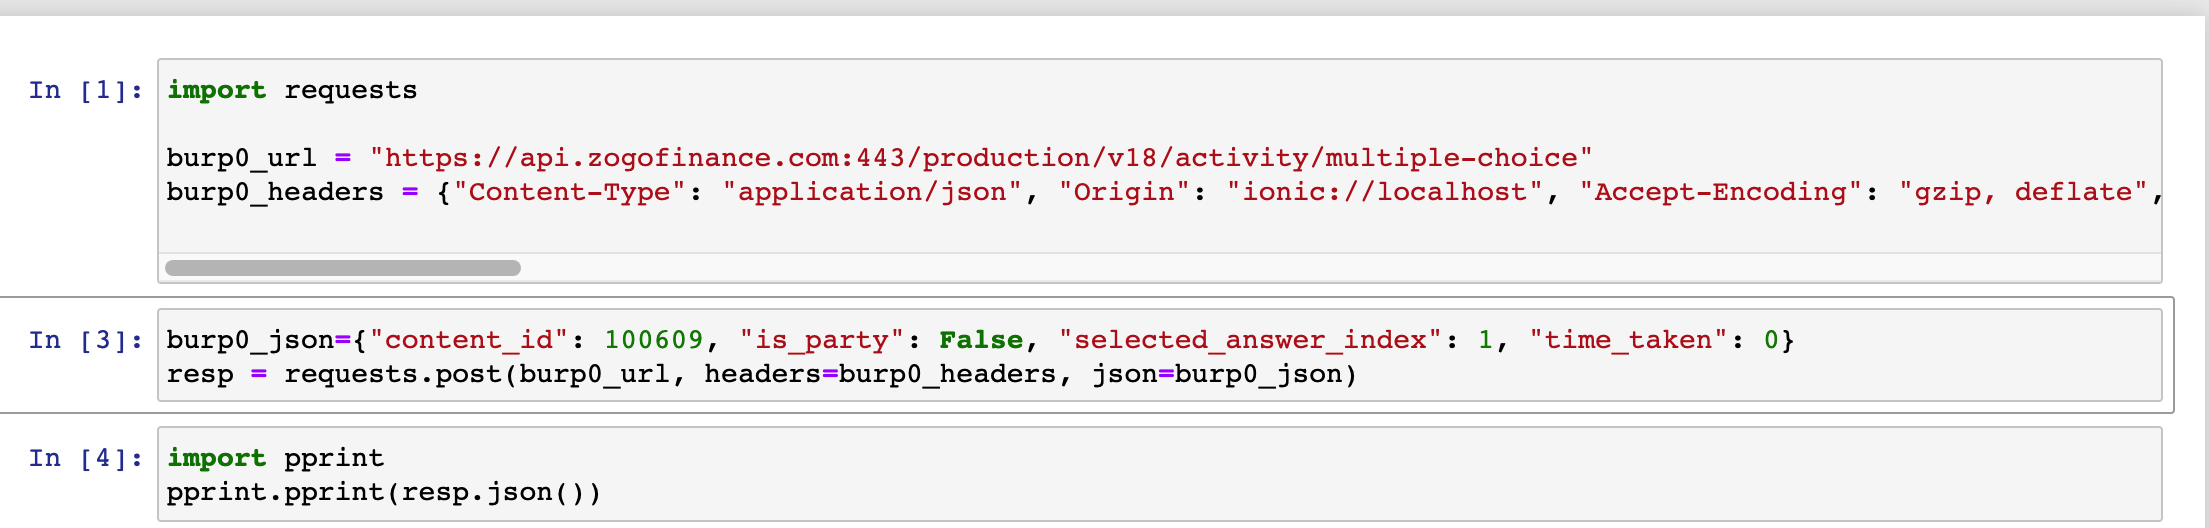 In [1]: import requests
burp0_url = "https://api.zogofinance.com:443/production/v18/activity/multiple-choice"
burp0_headers = {"Content-Type": "application/json", "Origin": "ionic://localhost", "Accept-Encoding": "gzip, deflate",
In [3]: burp0_json={"content_id": 100609, "is_party": False, "selected_answer_index": 1, "time_taken": 0}
resp = requests.post(burp0_url, headers=burp0_headers, json=burp0_json)
In [4]: import pprint
pprint.pprint(resp.json())